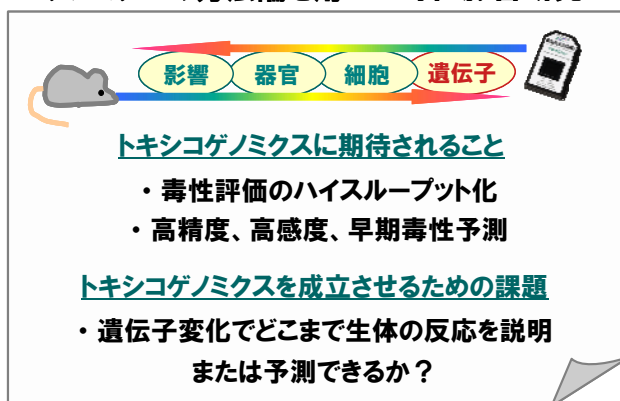 影響 器官 細胞 遺伝子
トキシコゲノミクスに期待されること
・毒性評価のハイスループット化
・高精度、高感度、早期毒性予測
トキシコゲノミクスを成立させるための課題
・遺伝子変化でどこまで生体の反応を説明
または予測できるか？